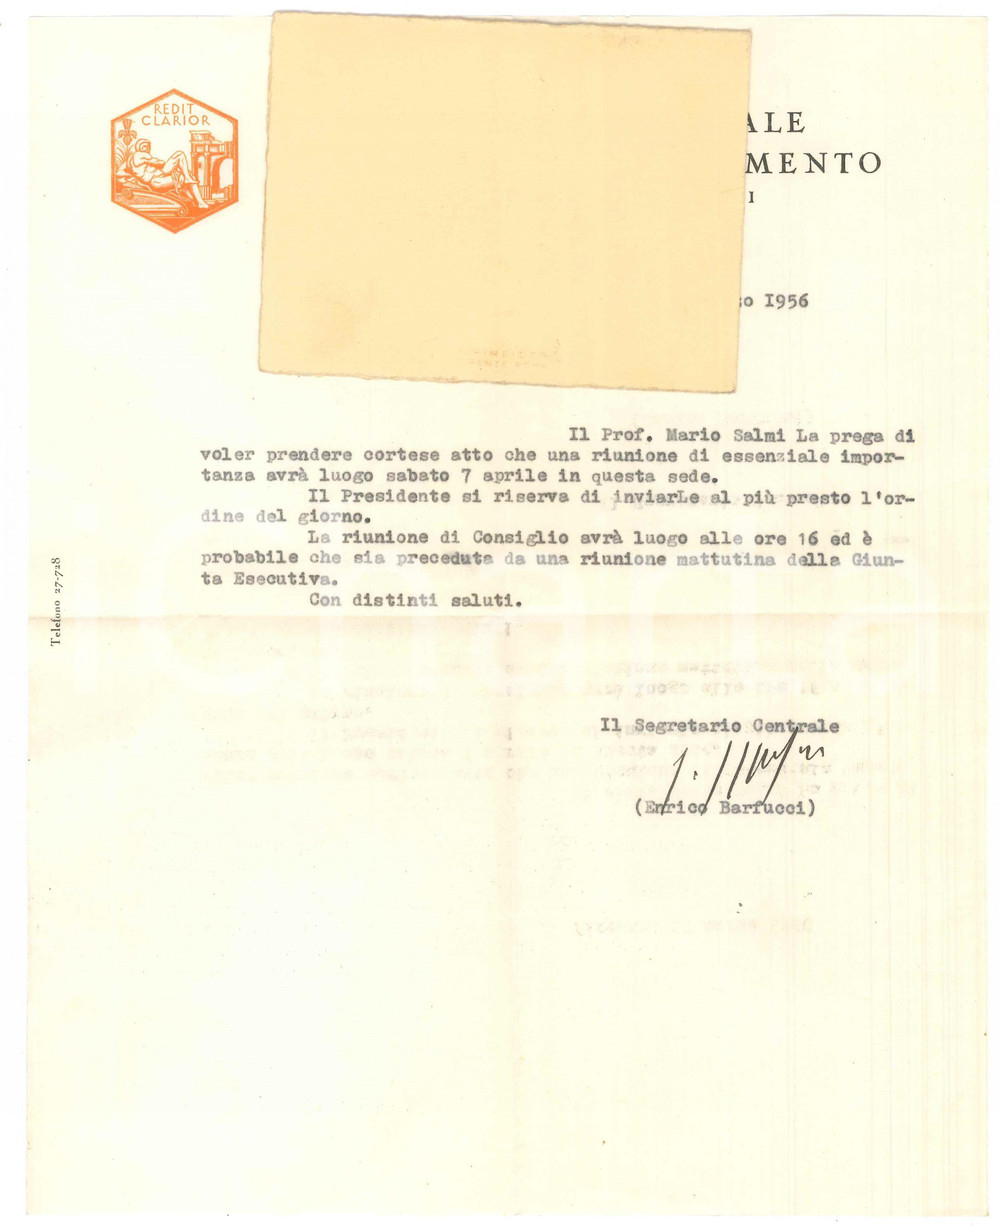 REDIT
CLARIOR
ALE
MENTO
I
o I956
Il Prof. Mario Salmi La prega di
voler prendere cortese atto che una riunione di essenziale impor-
tanza avrà luogo sabato 7 aprile in questa sede.
Il Presidente si riserva di inviarLe al più presto l'or-
dine del giorno.
La riunione di Consiglio avrà luogo alle ore 16 ed è
probabile che sia preceduta da una riunione mattutina della Giun-
ta Esecutiva.
Con distinti saluti.
Telefono 27-728
Il Segretario Centrale
(Enrico Barfucci)